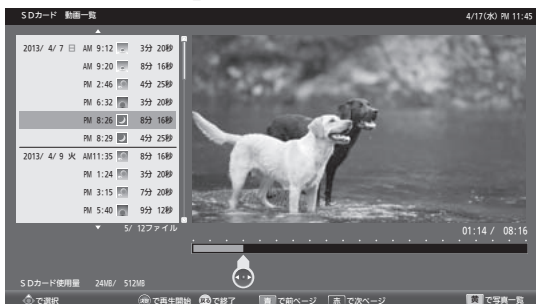 SDカード 動画一覧
4/17(水) PM 11:45
2013/ 4/ 7 日 AM 9:12 3分 20秒
AM 9:20 8分 16秒
PM 2:46 4分 25秒
PM 6:32 3分 20秒
PM 8:26 8分 16秒
PM 8:29 4分 25秒
2013/ 4/ 9 火 AM11:35 8分 16秒
PM 1:24 3分 20秒
PM 3:15 7分 20秒
PM 5:40 9分 12秒
5/ 12ファイル
01:14 / 08:16
SDカード使用量 24MB/ 512MB
で選択 決定 で再生開始 戻る で終了 青 で前ページ 赤 で次ページ 黄 で写真一覧